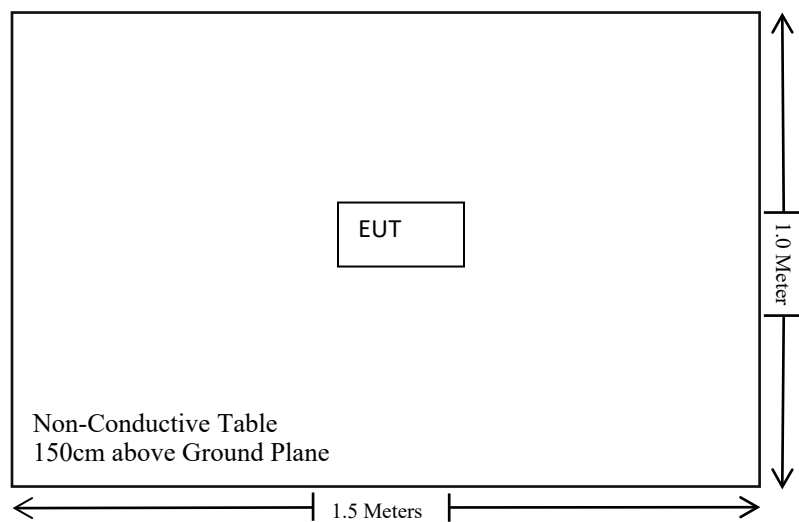 EUT
1.0 Meter
Non-Conductive Table
150cm above Ground Plane
1.5 Meters